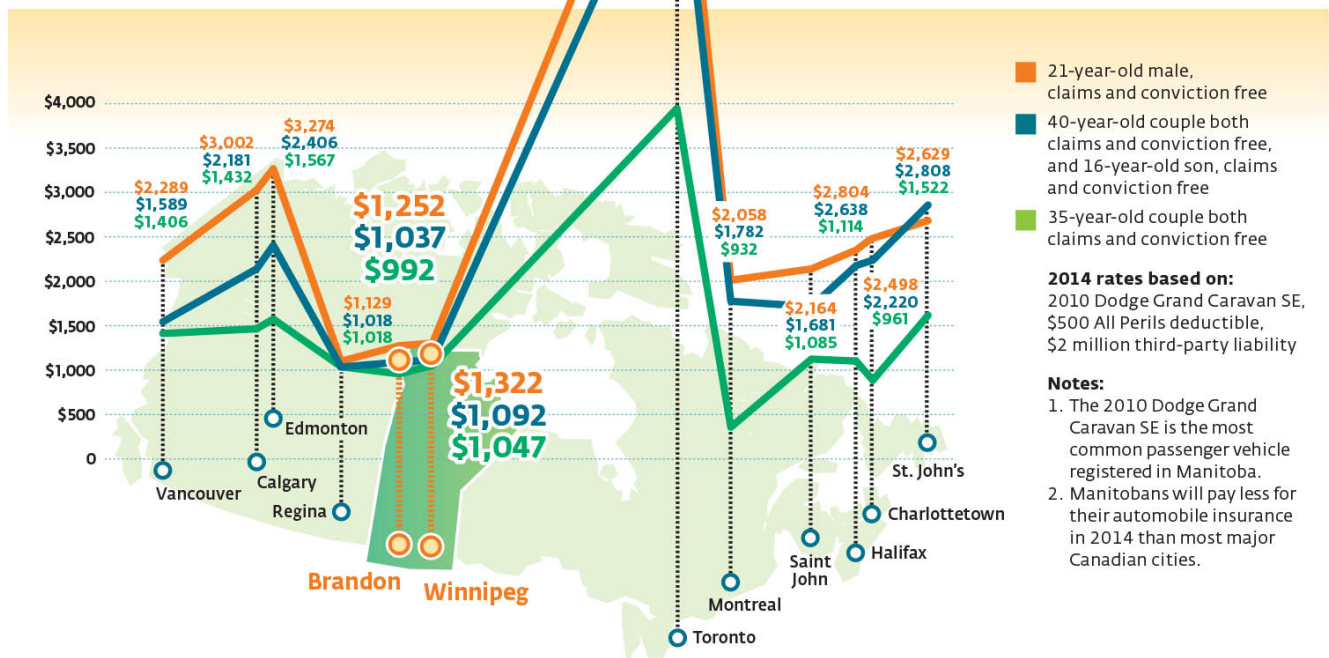 $4,000
$3,500
$3,000
$2,500
$2,000
$1,500
$1,000
$500
0
$2,289
$1,589
$1,406
$3,002
$2,181
$1,432
$3,274
$2,406
$1,567
$1,129
$1,018
$1,018
$1,252
$1,037
$992
$1,322
$1,092
$1,047
$2,058
$1,782
$932
$2,164
$1,681
$1,085
$2,804
$2,638
$1,114
$2,498
$2,220
$961
$2,629
$2,808
$1,522
Vancouver
Calgary
Edmonton
Regina
Brandon
Winnipeg
Toronto
Montreal
Saint
John
Halifax
Charlottetown
St. John's
21-year-old male,
claims and conviction free
40-year-old couple both
claims and conviction free,
and 16-year-old son, claims
and conviction free
35-year-old couple both
claims and conviction free
2014 rates based on:
2010 Dodge Grand Caravan SE,
$500 All Perils deductible,
$2 million third-party liability
Notes:
1. The 2010 Dodge Grand
Caravan SE is the most
common passenger vehicle
registered in Manitoba.
2. Manitobans will pay less for
their automobile insurance
in 2014 than most major
Canadian cities.